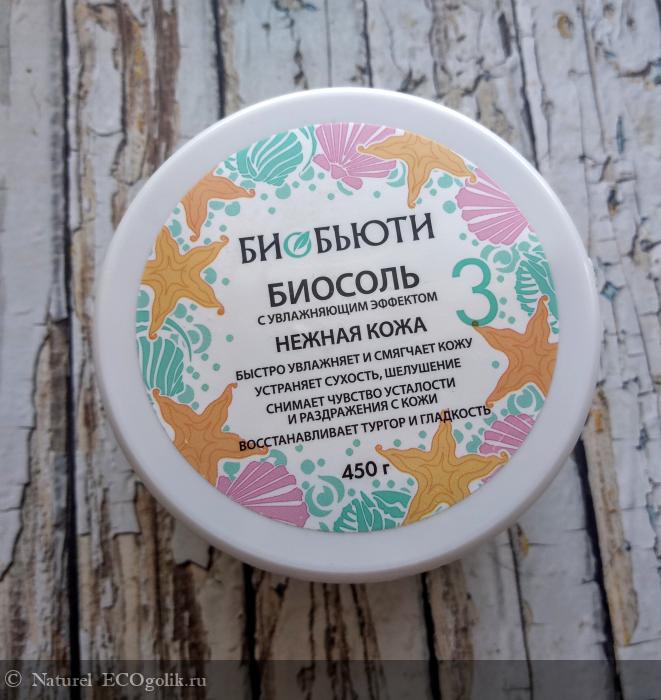 БИОБЬЮТИ
БИОСОЛЬ
С УВЛАЖНЯЮЩИМ ЭФФЕКТОМ
3
НЕЖНАЯ КОЖА
БЫСТРО УВЛАЖНЯЕТ И СМЯГЧАЕТ КОЖУ
УСТРАНЯЕТ СУХОСТЬ, ШЕЛУШЕНИЕ
СНИМАЕТ ЧУВСТВО УСТАЛОСТИ
И РАЗДРАЖЕНИЯ С КОЖИ
ВОССТАНАВЛИВАЕТ ТУРГОР И ГЛАДКОСТЬ
450 г
© Naturel ECOgolik.ru